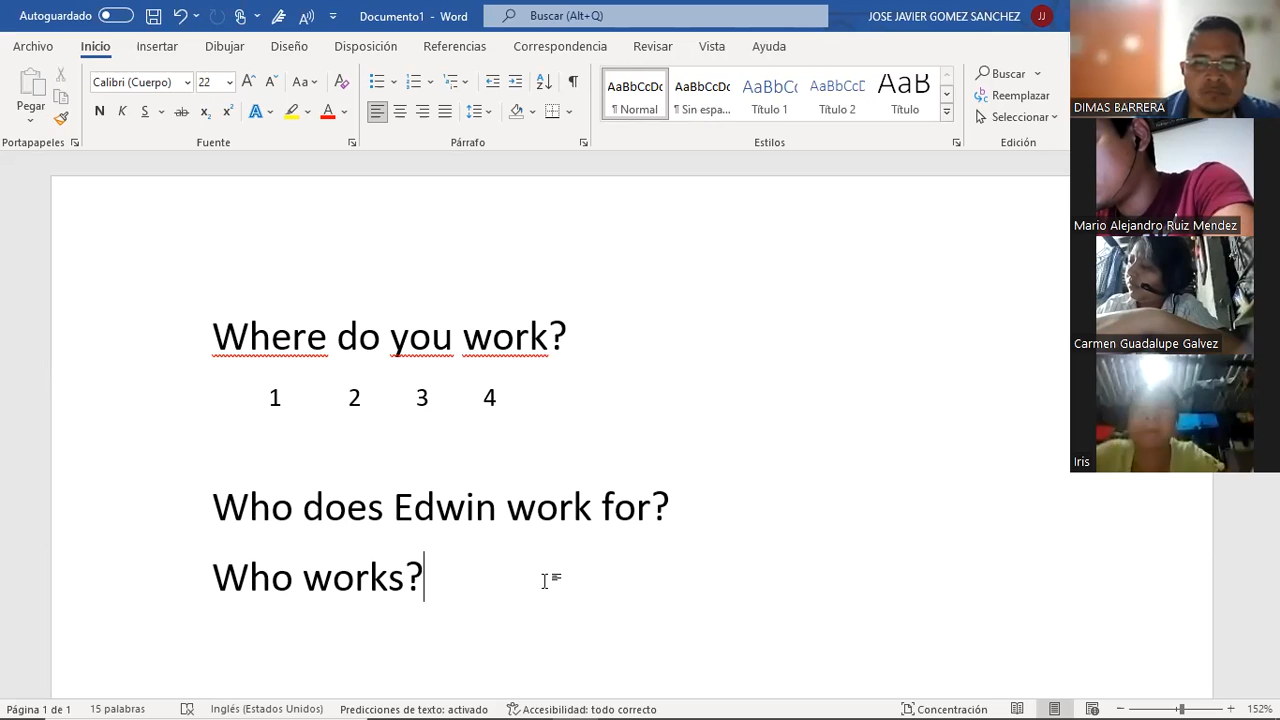 Autoguardado
Documento1 - Word
Buscar (Alt+Q)
JOSE JAVIER GOMEZ SANCHEZ
JJ
Archivo Inicio Insertar Dibujar Diseño Disposición Referencias Correspondencia Revisar Vista Ayuda
Pegar
Calibri (Cuerpo) 22
N K S
AaBbCcDc AaBbCcDc AaBbCc AaBbCcD AaB
¶ Normal ¶ Sin espa... Título 1 Título 2 Título
Buscar
Reemplazar
Seleccionar
Portapapeles Fuente Párrafo Estilos Edición
DIMAS BARRERA
Mario Alejandro Ruiz Mendez
Carmen Guadalupe Galvez
Iris
Where do you work?
1 2 3 4
Who does Edwin work for?
Who works?
Página 1 de 1 15 palabras Inglés (Estados Unidos) Predicciones de texto: activado Accesibilidad: todo correcto Concentración 152%